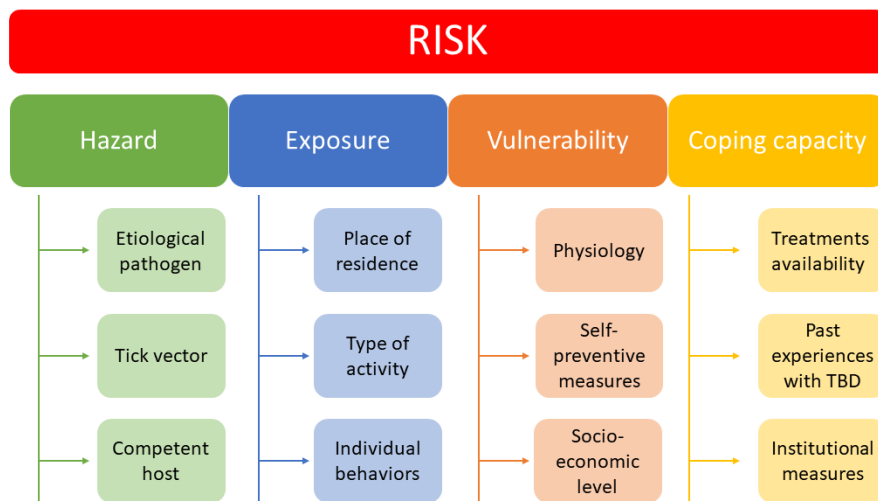 RISK
Hazard
Exposure
Vulnerability
Coping capacity
Etiological
pathogen
Place of
residence
Physiology
Treatments
availability
Tick vector
Type of
activity
Self-
preventive
measures
Past
experiences
with TBD
Competent
host
Individual
behaviors
Socio-
economic
level
Institutional
measures